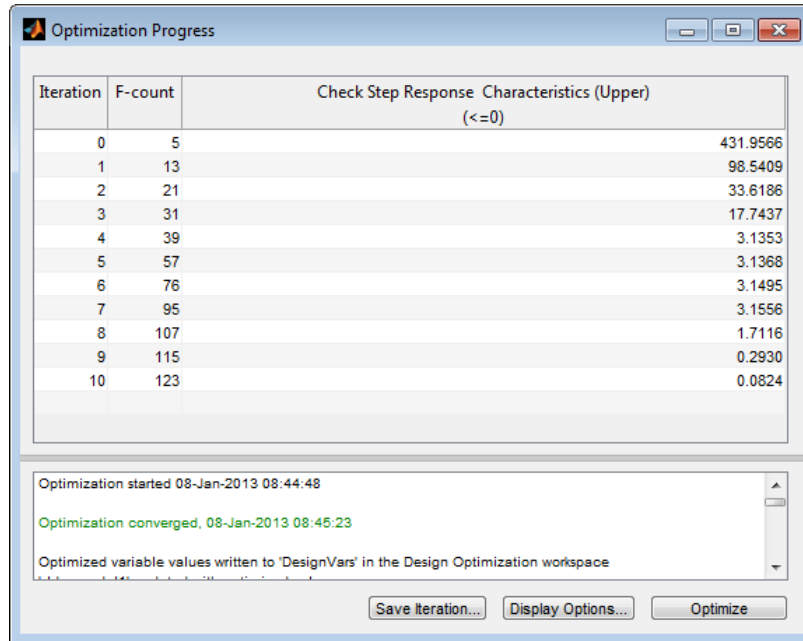 Optimization Progress
Iteration F-count Check Step Response Characteristics (Upper)
(<=0)
0 5 431.9566
1 13 98.5409
2 21 33.6186
3 31 17.7437
4 39 3.1353
5 57 3.1368
6 76 3.1495
7 95 3.1556
8 107 1.7116
9 115 0.2930
10 123 0.0824
Optimization started 08-Jan-2013 08:44:48
Optimization converged, 08-Jan-2013 08:45:23
Optimized variable values written to 'DesignVars' in the Design Optimization workspace
Save Iteration... Display Options... Optimize